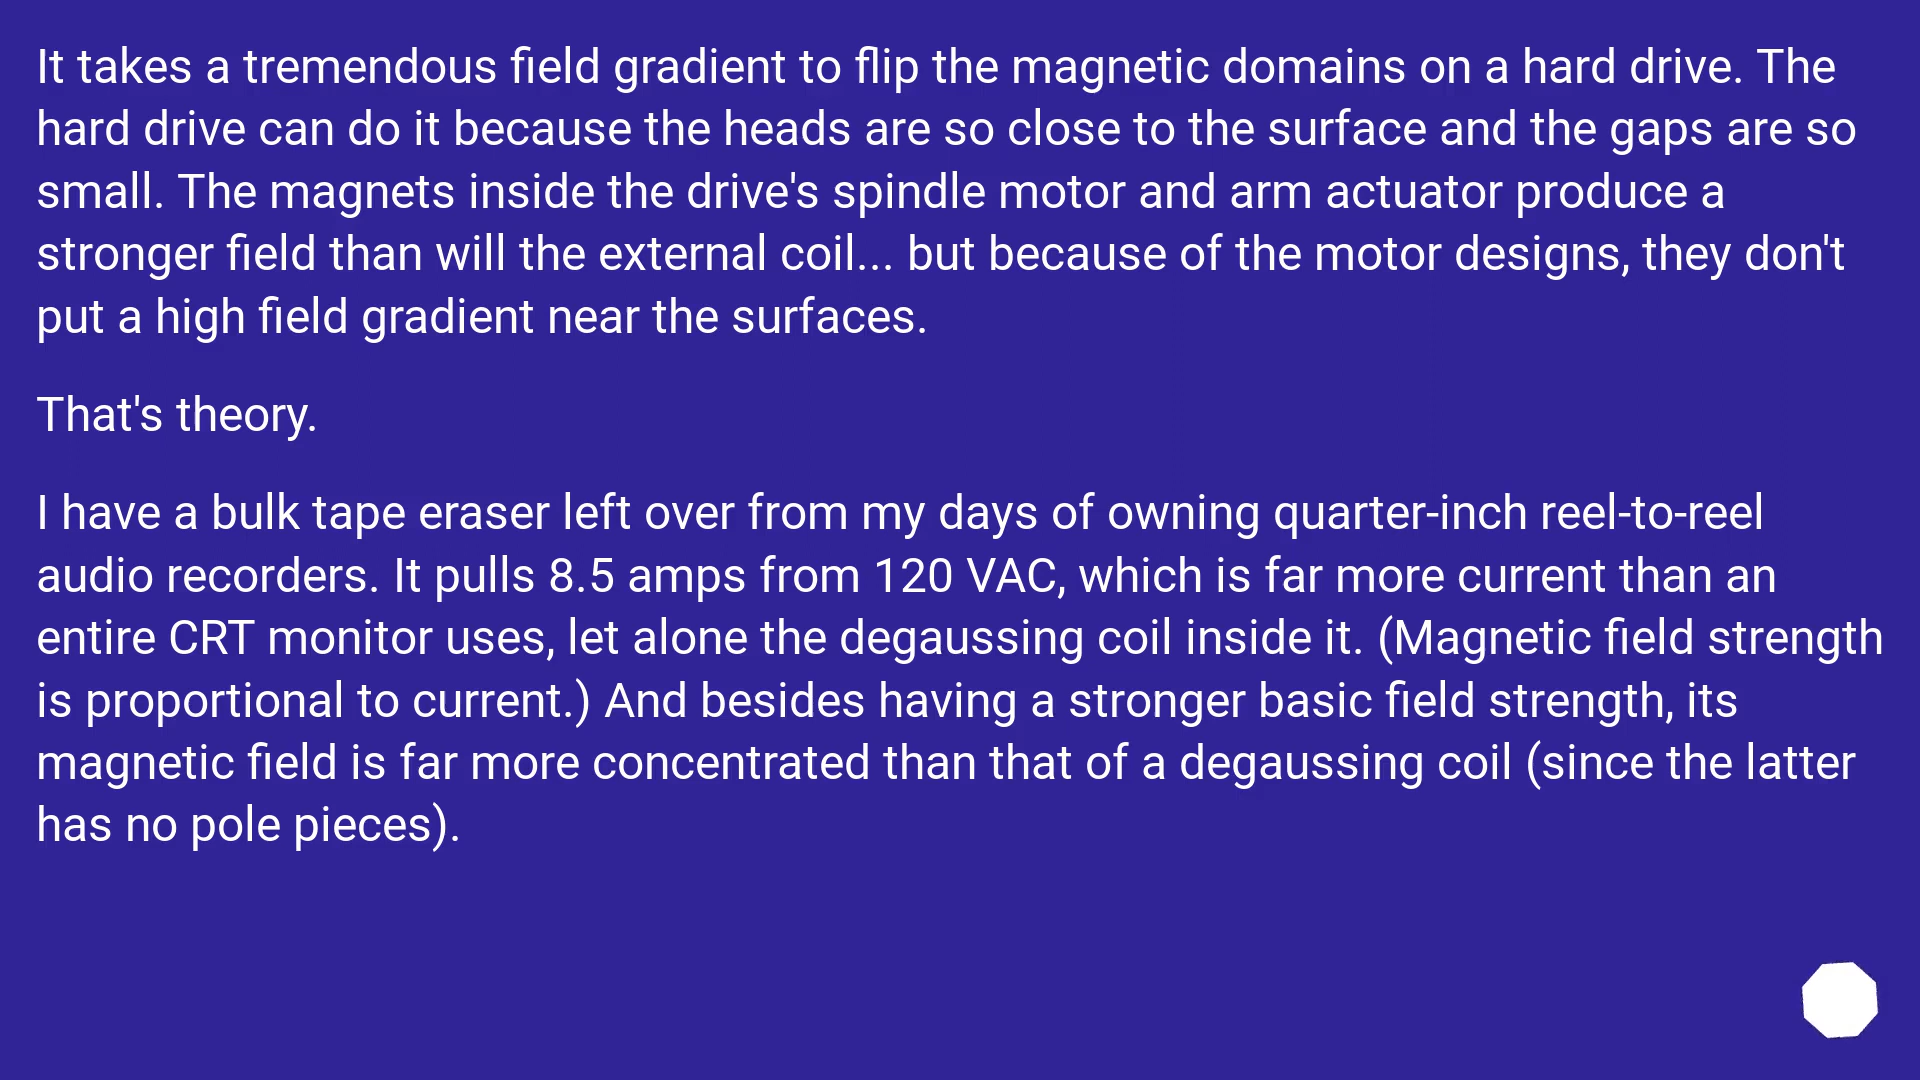 It takes a tremendous field gradient to flip the magnetic domains on a hard drive. The
hard drive can do it because the heads are so close to the surface and the gaps are so
small. The magnets inside the drive's spindle motor and arm actuator produce a
stronger field than will the external coil... but because of the motor designs, they don't
put a high field gradient near the surfaces.
That's theory.
I have a bulk tape eraser left over from my days of owning quarter-inch reel-to-reel
audio recorders. It pulls 8.5 amps from 120 VAC, which is far more current than an
entire CRT monitor uses, let alone the degaussing coil inside it. (Magnetic field strength
is proportional to current.) And besides having a stronger basic field strength, its
magnetic field is far more concentrated than that of a degaussing coil (since the latter
has no pole pieces).